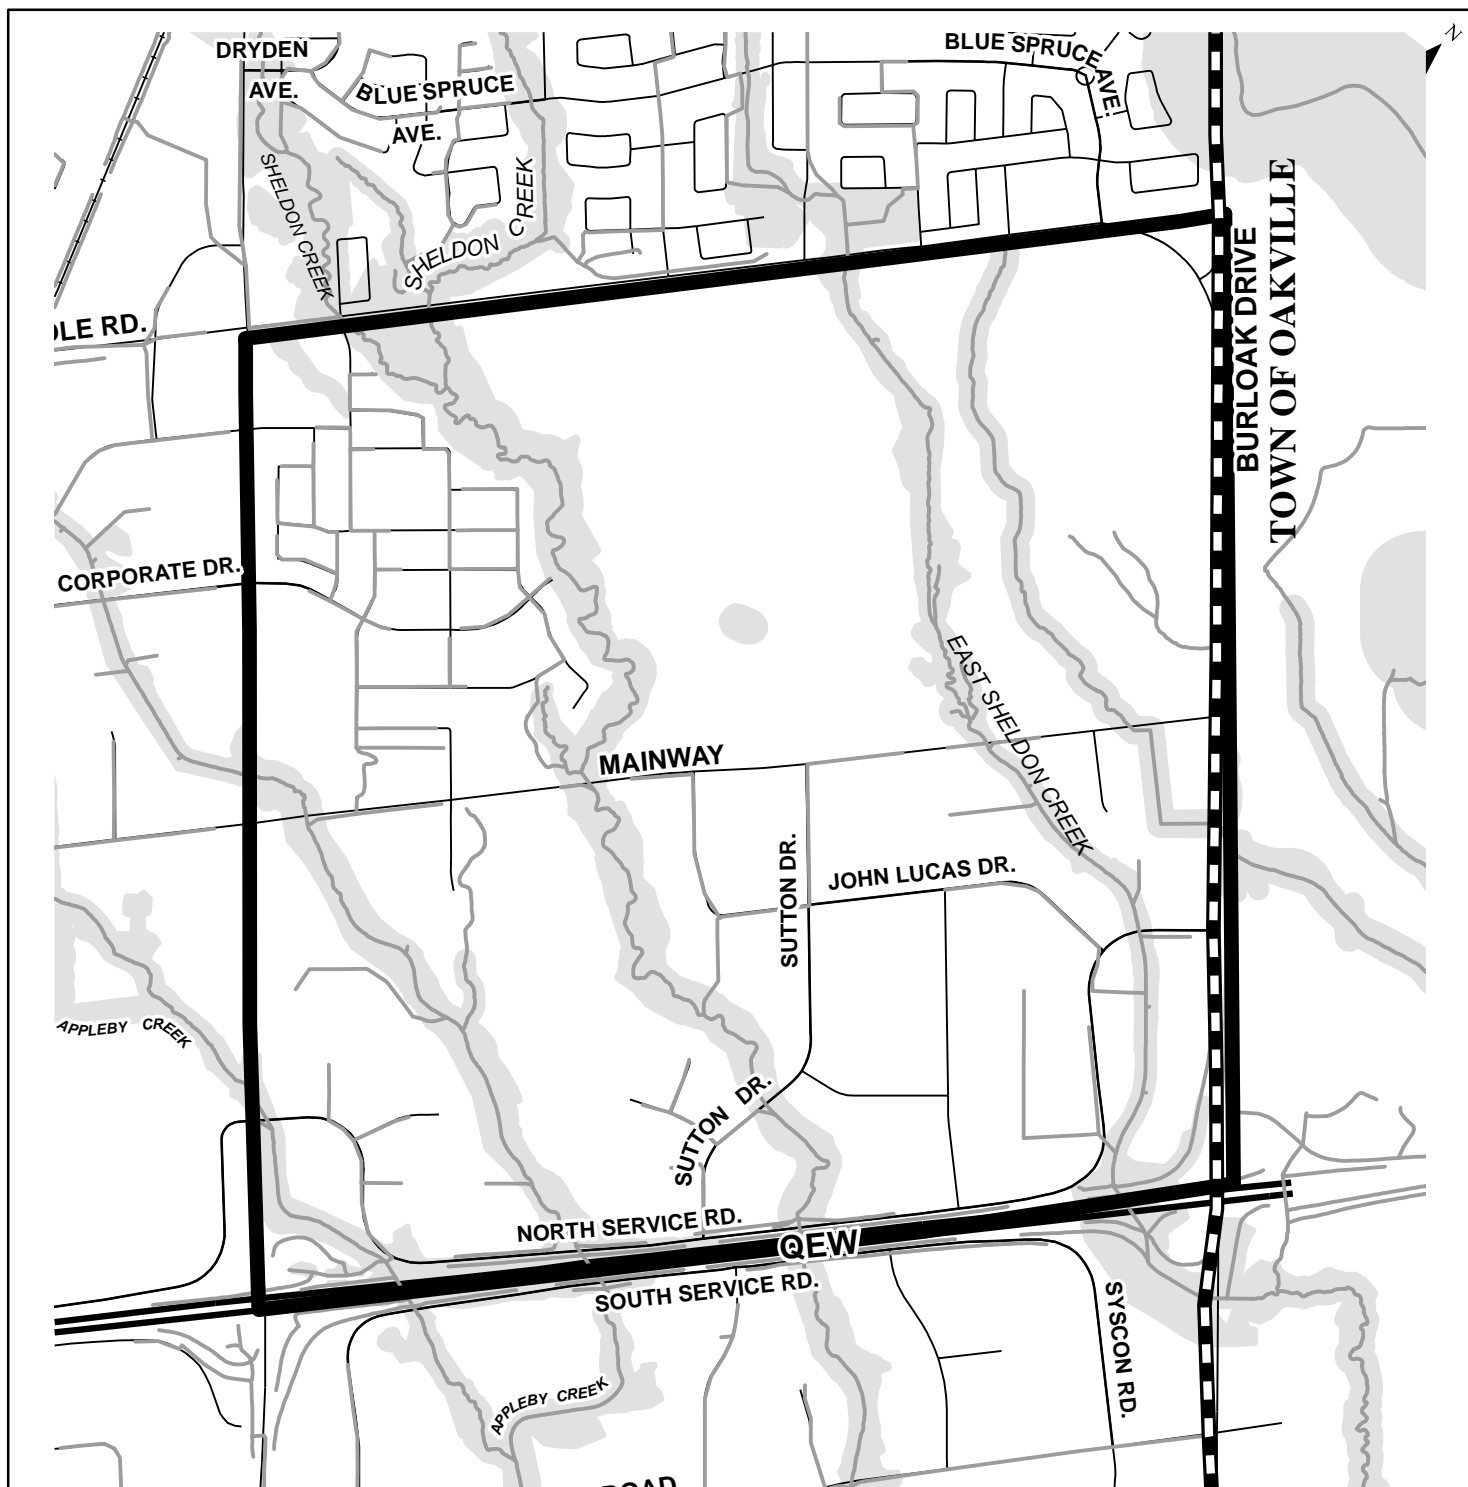 N
DRYDEN
AVE.
BLUE SPRUCE
AVE.
BLUE SPRUCE AVE.
SHELDON CREEK
SHELDON CREEK
RD.
BURLOAK DRIVE
TOWN OF OAKVILLE
CORPORATE DR.
EAST SHELDON CREEK
MAINWAY
SUTTON DR.
JOHN LUCAS DR.
APPLEBY CREEK
SUTTON DR.
NORTH SERVICE RD.
QEW
SOUTH SERVICE RD.
SYSCON RD.
APPLEBY CREEK